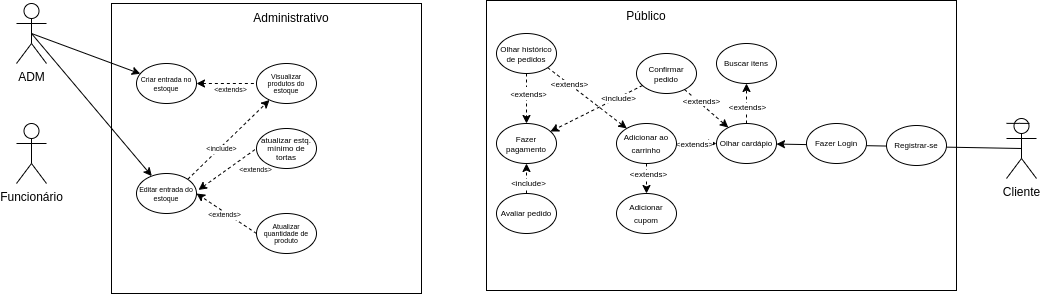 Administrativo
Público
ADM
Funcionário
Criar entrada no
estoque
<extends>
Visualizar
produtos do
estoque
<include>
atualizar estq.
mínimo de
tortas
<extends>
Editar entrada do
estoque
<extends>
Atualizar
quantidade de
produto
Olhar histórico
de pedidos
<extends>
<extends>
Confirmar
pedido
<include>
<extends>
Buscar itens
<extends>
Fazer
pagamento
Adicionar ao
carrinho
<extends>
Olhar cardápio
Fazer Login
Registrar-se
<include>
<extends>
Avaliar pedido
Adicionar
cupom
Cliente